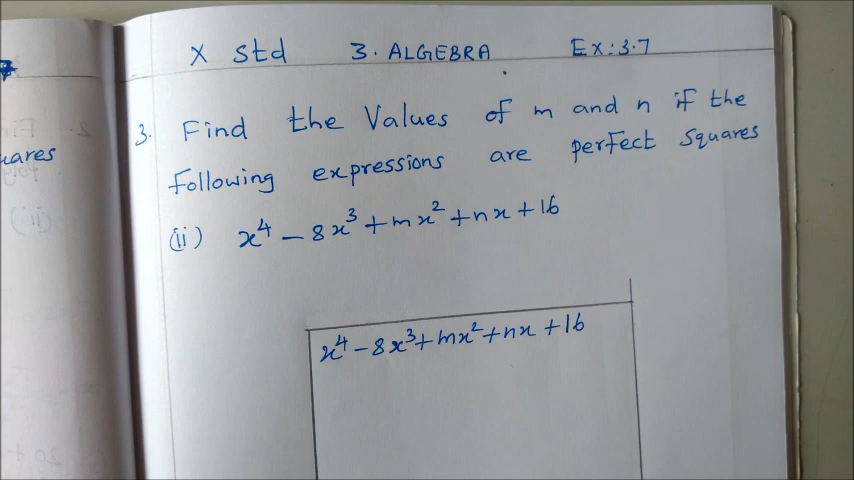 uares
X Std 3. ALGEBRA Ex: 3.7
3. Find the Values of m and n if the
following expressions are perfect squares
(ii) x⁴ - 8x³ + mx² + nx + 16
x⁴ - 8x³ + mx² + nx + 16